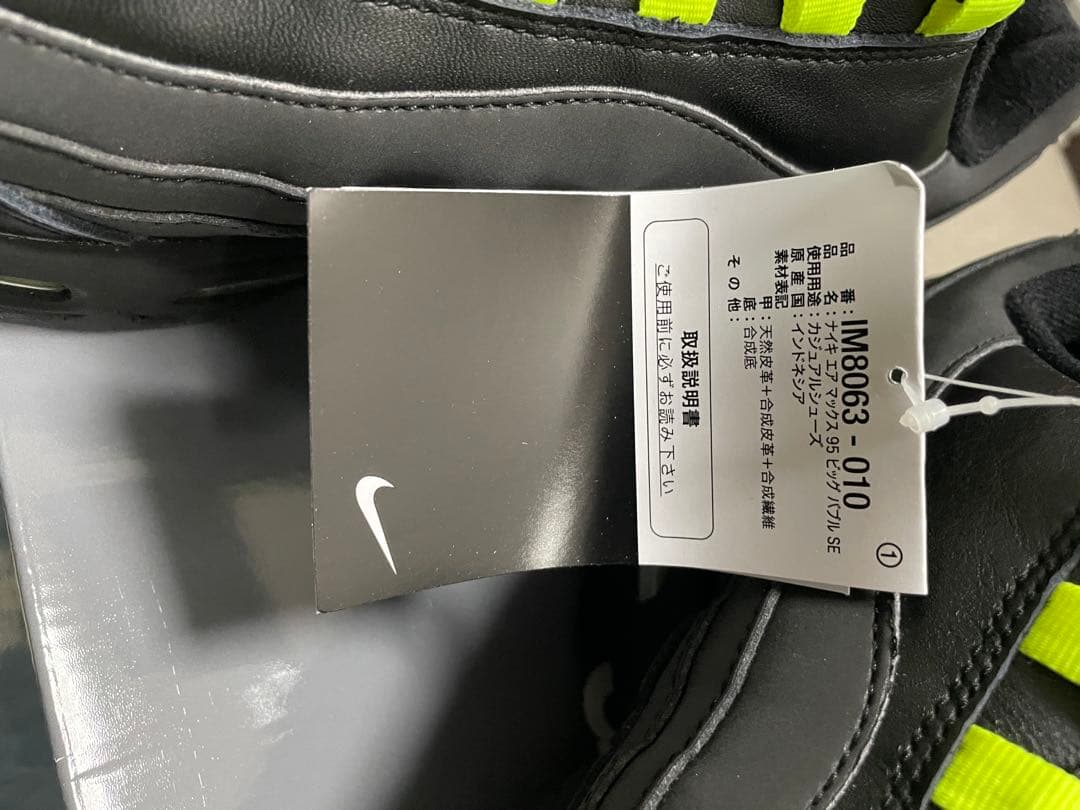 ①
品番：IM8063 - 010
品名：ナイキ エア マックス 95 ビッグ バブル SE
使用用途：カジュアルシューズ
原産国：インドネシア
素材表記
甲：天然皮革＋合成皮革＋合成繊維
底：合成底
その他：
取扱説明書
ご使用前に必ずお読み下さい